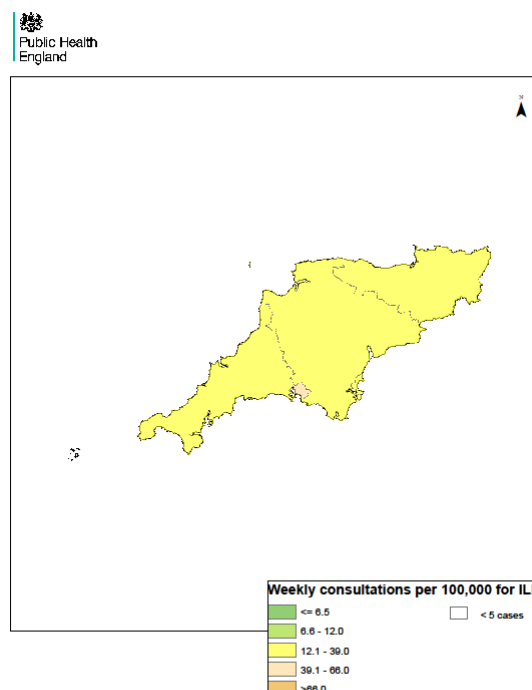 Public Health
England
N
Weekly consultations per 100,000 for IL
<= 6.5
< 5 cases
6.6 - 12.0
12.1 - 39.0
39.1 - 66.0
>66.0